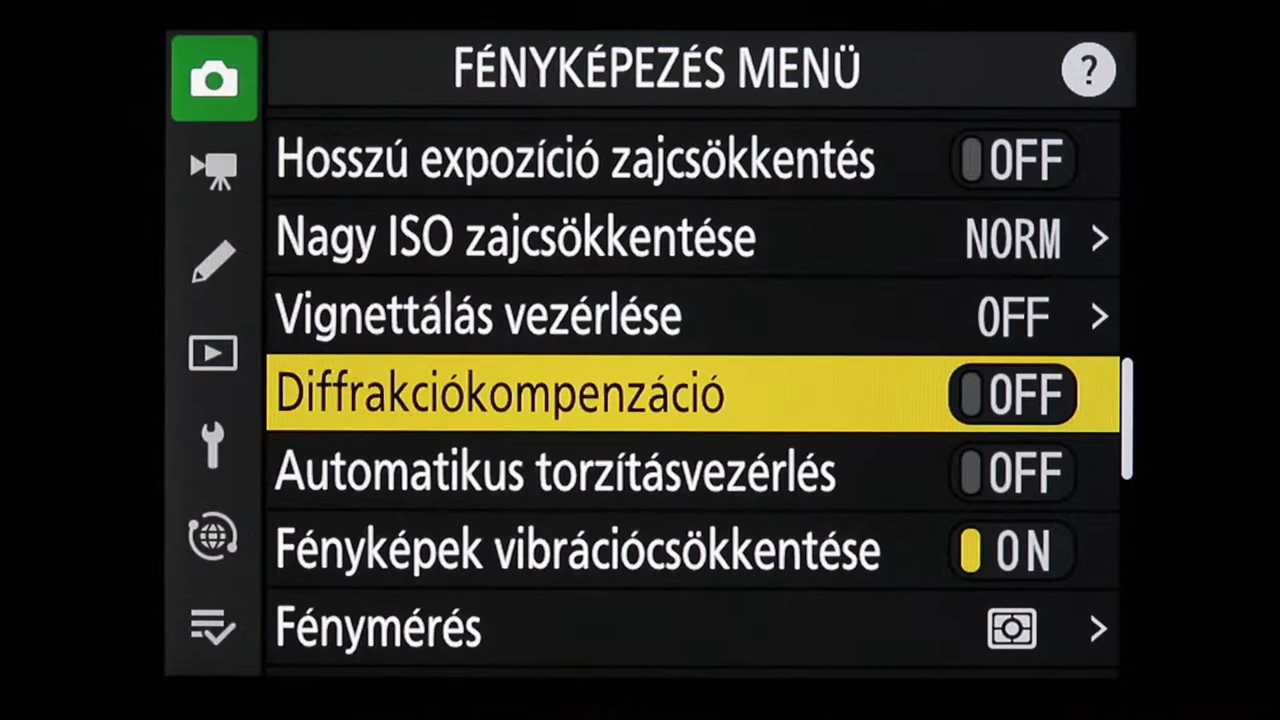 FÉNYKÉPEZÉS MENÜ ?
Hosszú expozíció zajcsökkentés OFF
Nagy ISO zajcsökkentése NORM >
Vignettálás vezérlése OFF >
Diffrakciókompenzáció OFF
Automatikus torzításvezérlés OFF
Fényképek vibrációcsökkentése ON
Fénymérés >